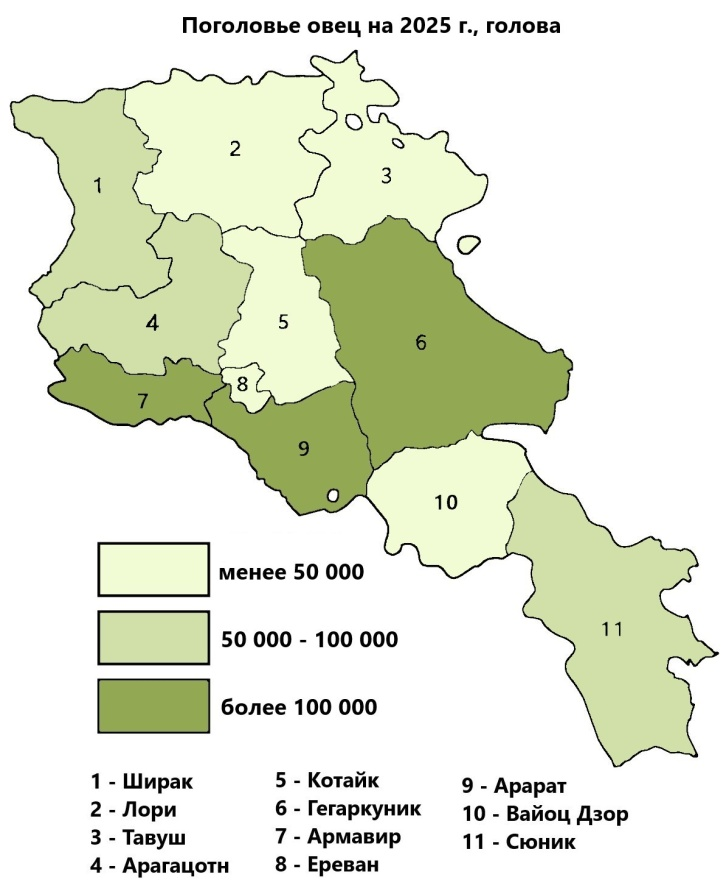 Поголовье овец на 2025 г., голова
2
1
3
4
5
6
8
7
9
10
11
менее 50 000
50 000 - 100 000
более 100 000
1 - Ширак
2 - Лори
3 - Тавуш
4 - Арагацотн
5 - Котайк
6 - Гегаркуник
7 - Армавир
8 - Ереван
9 - Арарат
10 - Вайоц Дзор
11 - Сюник